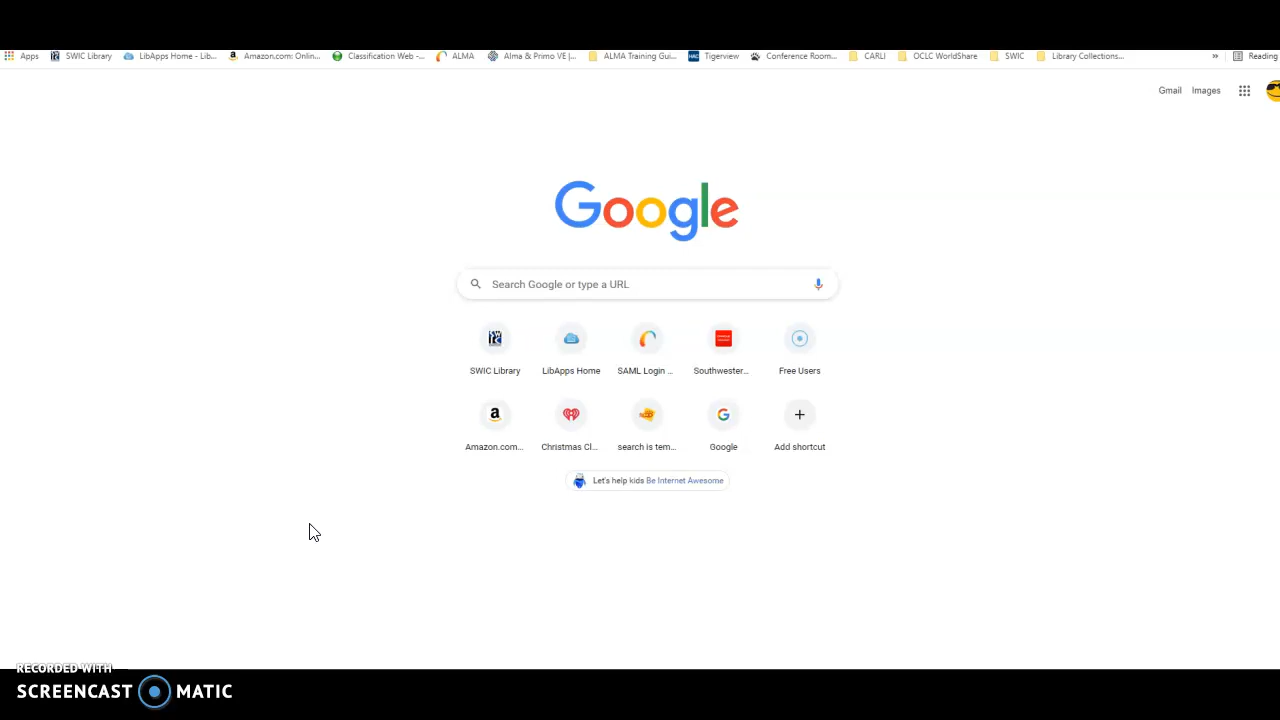 Apps SWIC Library LibApps Home - Lib... Amazon.com: Onlin... Classification Web -... ALMA Alma & Primo VE |... ALMA Training Gui... HAC Tigerview Conference Room... CARLI OCLC WorldShare SWIC Library Collections... » Reading
Gmail Images
Google
Search Google or type a URL
SWIC Library LibApps Home SAML Login ... Southwester... Free Users
Amazon.com... Christmas Cl... search is tem... Google Add shortcut
Let's help kids Be Internet Awesome
RECORDED WITH
SCREENCAST MATIC